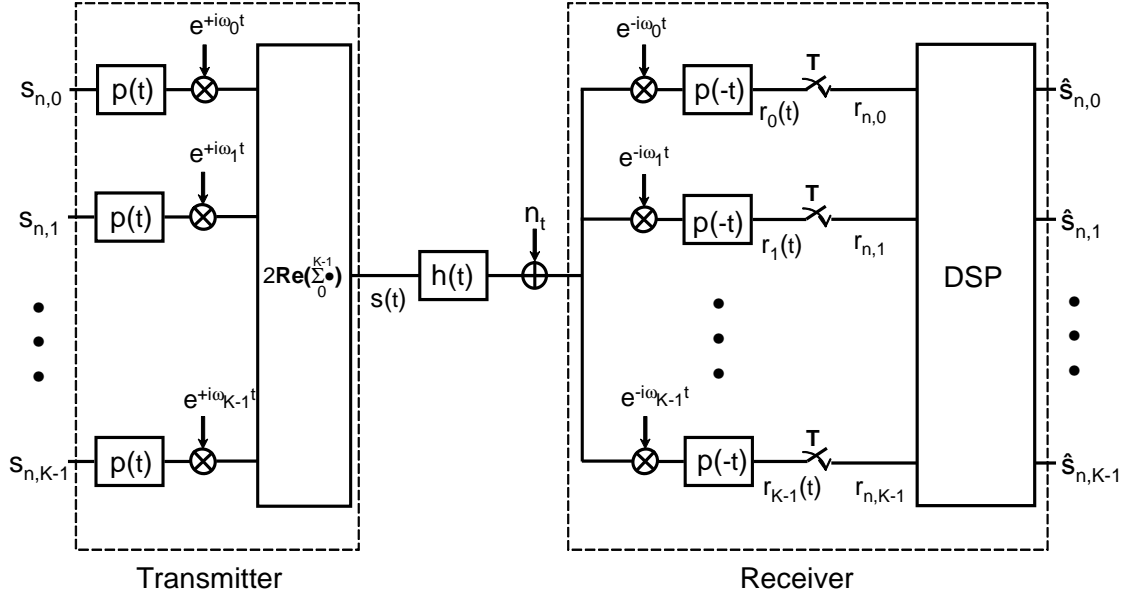 e^{+iω_0 t}
s_{n,0}
p(t)
e^{+iω_1 t}
s_{n,1}
p(t)
e^{+iω_{K-1} t}
s_{n,K-1}
p(t)
2Re(Σ_0^{K-1}•)
s(t)
Transmitter
h(t)
n_t
e^{-iω_0 t}
p(-t)
r_0(t)
T
r_{n,0}
ŝ_{n,0}
e^{-iω_1 t}
p(-t)
r_1(t)
T
r_{n,1}
ŝ_{n,1}
DSP
e^{-iω_{K-1} t}
p(-t)
r_{K-1}(t)
T
r_{n,K-1}
ŝ_{n,K-1}
Receiver